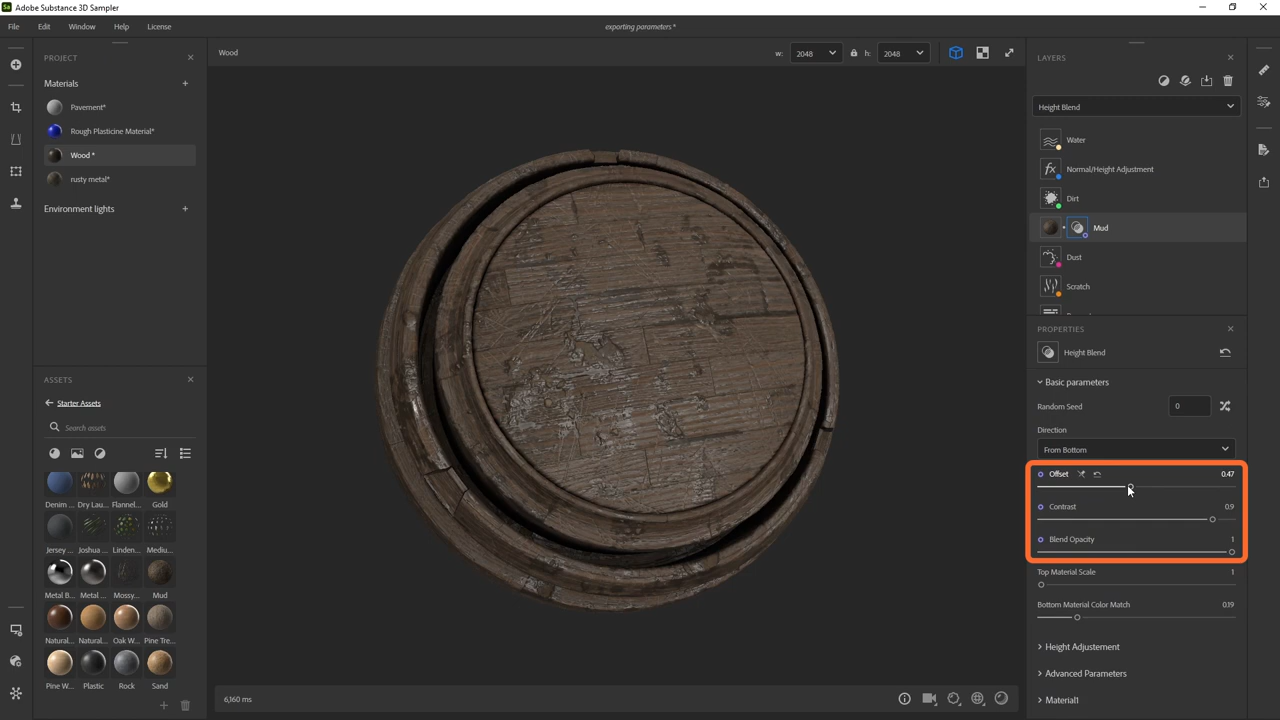 Sa Adobe Substance 3D Sampler
File Edit Window Help License
exporting parameters*
PROJECT
Materials
Pavement*
Rough Plasticine Material*
Wood *
rusty metal*
Environment lights
ASSETS
Starter Assets
Search assets
Denim ... Dry Lau... Flannel... Gold
Jersey ... Joshua ... Linden... Mediu...
Metal B... Metal ... Mossy... Mud
Natural... Natural... Oak W... Pine Tre...
Pine W... Plastic Rock Sand
Wood
w: 2048 h: 2048
6,160 ms
LAYERS
Height Blend
Water
fx Normal/Height Adjustment
Dirt
Mud
Dust
Scratch
PROPERTIES
Height Blend
Basic parameters
Random Seed 0
Direction
From Bottom
Offset 0.47
Contrast 0.9
Blend Opacity 1
Top Material Scale 1
Bottom Material Color Match 0.19
Height Adjustement
Advanced Parameters
Material1